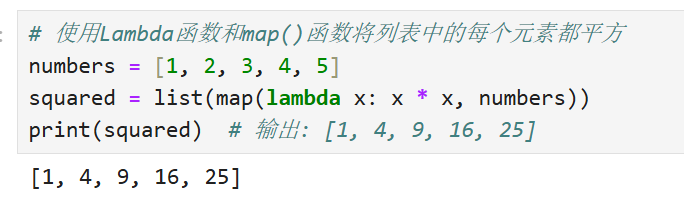 :
# 使用Lambda函数和map()函数将列表中的每个元素都平方
numbers = [1, 2, 3, 4, 5]
squared = list(map(lambda x: x * x, numbers))
print(squared)  # 输出: [1, 4, 9, 16, 25]
[1, 4, 9, 16, 25]